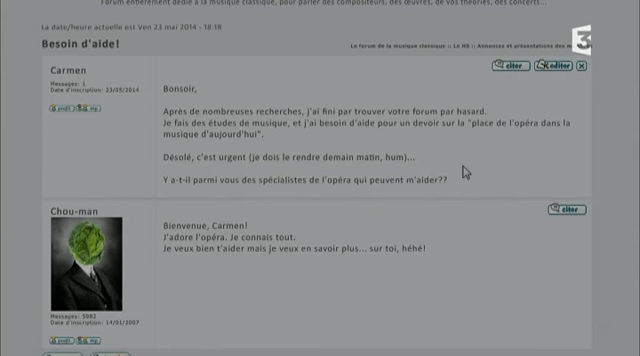 Forum entièrement dédié à la musique classique, pour parler des compositeurs, des œuvres, de vos théories, des concerts...
La date/heure actuelle est Ven 23 mai 2014 - 18:18
3
Besoin d'aide!
Le forum de la musique classique :: Le HB :: Annonces et présentations des
Carmen
citer editer X
Messages: 1
Date d'inscription: 23/05/2014
profil mp
Bonsoir,
Après de nombreuses recherches, j'ai fini par trouver votre forum par hasard.
Je fais des études de musique, et j'ai besoin d'aide pour un devoir sur la "place de l'opéra dans la
musique d'aujourd'hui".
Désolé, c'est urgent (je dois le rendre demain matin, hum)...
Y a-t-il parmi vous des spécialistes de l'opéra qui peuvent m'aider??
Chou-man
citer
Bienvenue, Carmen!
J'adore l'opéra. Je connais tout.
Je veux bien t'aider mais je veux en savoir plus... sur toi, héhé!
Messages: 5982
Date d'inscription: 14/01/2007
profil mp